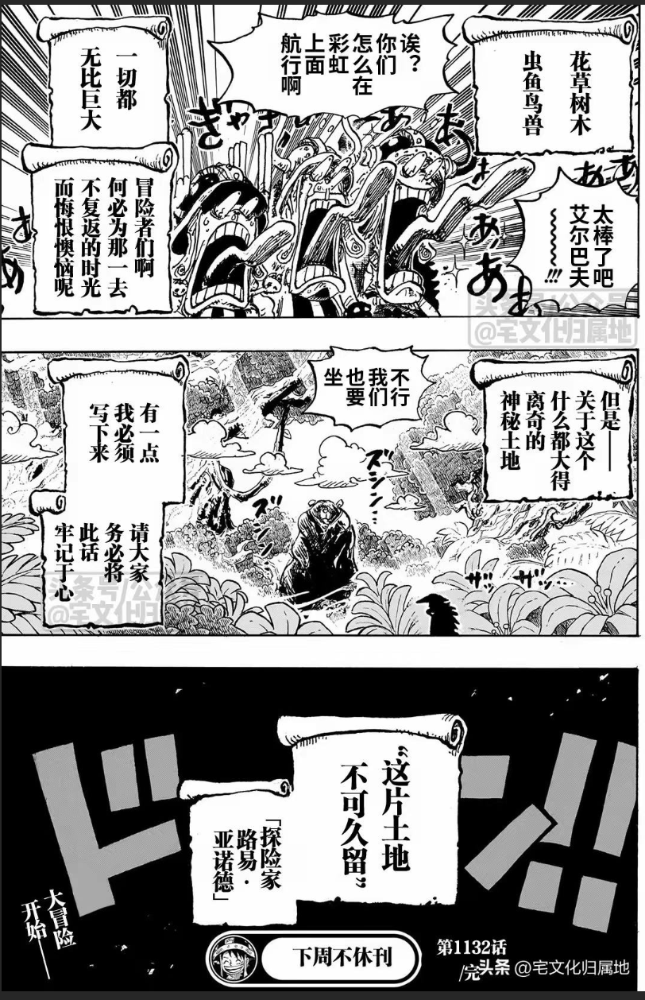 花草树木
虫鱼鸟兽
诶?
你们
怎么在
彩虹
上面
航行啊
一切都
无比巨大
太棒了吧
艾尔巴夫
~~~~~!!!
冒险者们啊
何必为那一去
不复返的时光
而悔恨懊恼呢
头条号/公众号
@宅文化归属地
但是——
关于这个
什么都大得
离奇的
神秘土地
不行
我们
也要
坐
有一点
我必须
写下来
ズシン…
ズシン…
请大家
务必将
此话
牢记于心
ザッ
ザッ…
头条号/公众号
@宅文化归属地
ドン!!
“这片土地
不可久留”
「探险家
路易·
亚诺德」
大冒险
开始——
下周不休刊
第1132话
/完
头条 @宅文化归属地